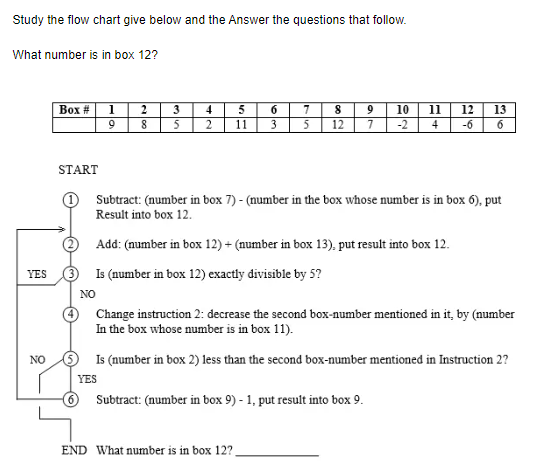 Study the flow chart give below and the Answer the questions that follow.
What number is in box 12?
Box # 1 2 3 4 5 6 7 8 9 10 11 12 13
9 8 5 2 11 3 5 12 7 -2 4 -6 6
START
1 Subtract: (number in box 7) - (number in the box whose number is in box 6), put
Result into box 12.
2 Add: (number in box 12) + (number in box 13), put result into box 12.
YES 3 Is (number in box 12) exactly divisible by 5?
NO
4 Change instruction 2: decrease the second box-number mentioned in it, by (number
In the box whose number is in box 11).
NO 5 Is (number in box 2) less than the second box-number mentioned in Instruction 2?
YES
6 Subtract: (number in box 9) - 1, put result into box 9.
END What number is in box 12?